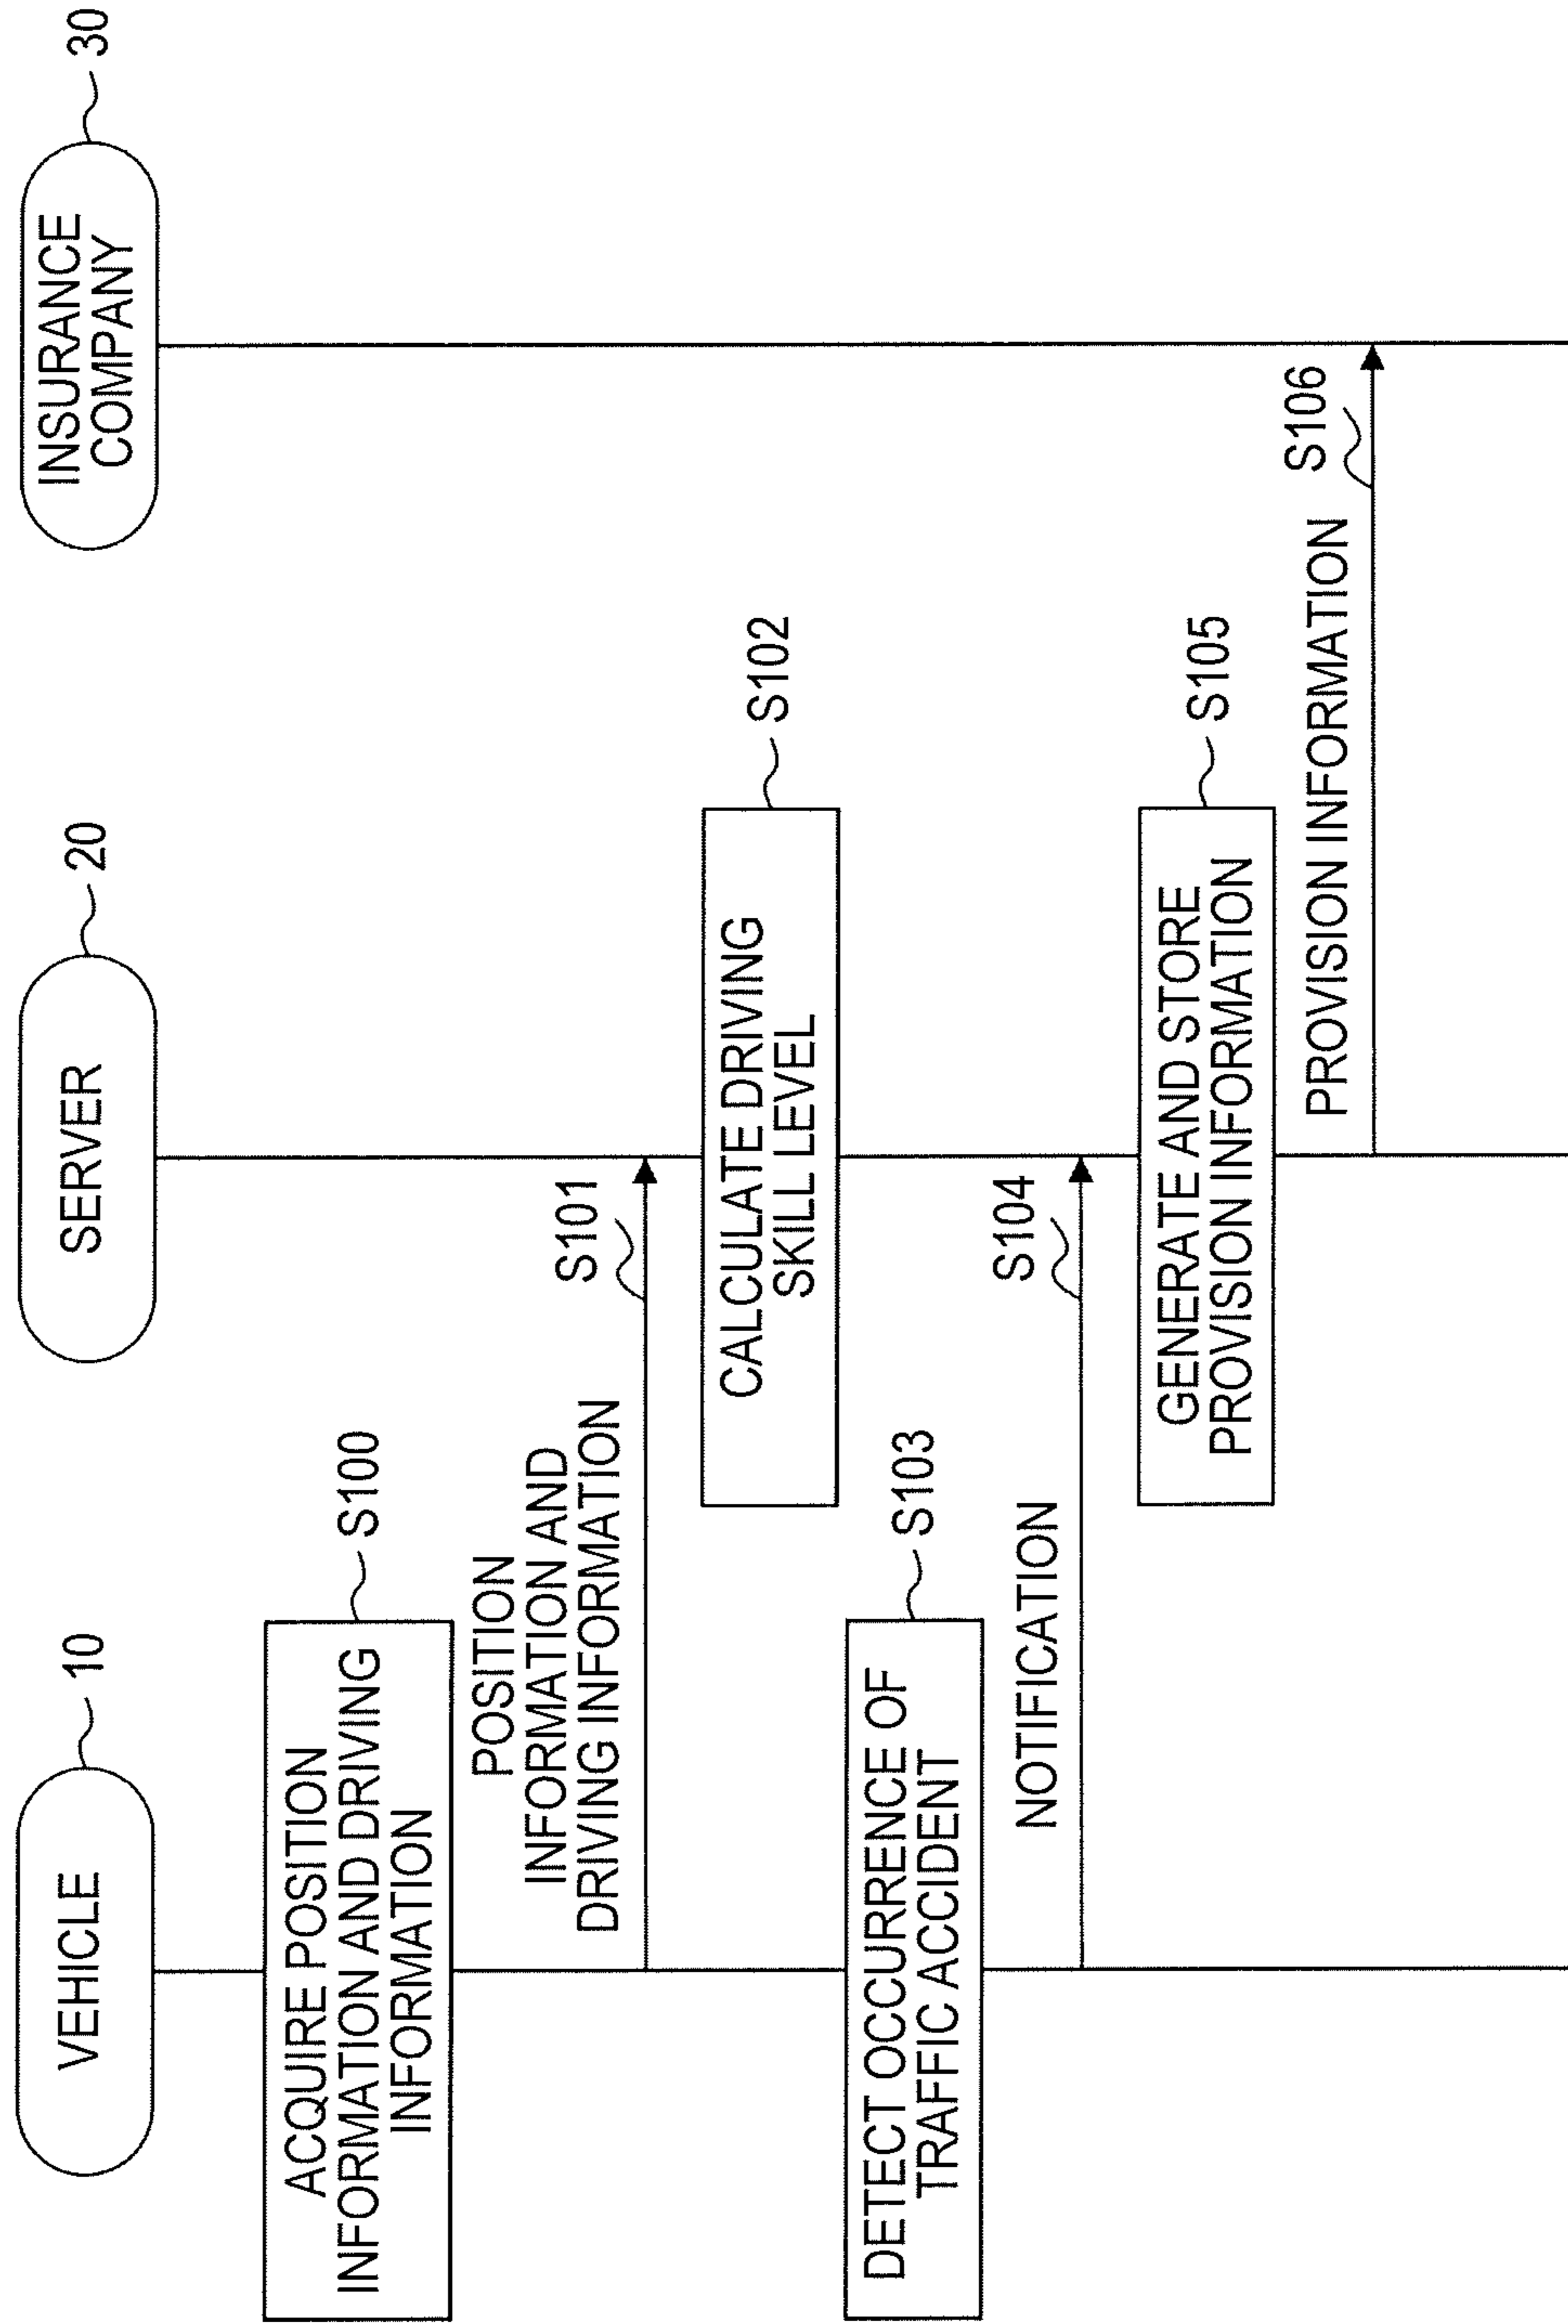 VEHICLE
10
SERVER
20
INSURANCE
COMPANY
30
ACQUIRE POSITION
INFORMATION AND DRIVING
INFORMATION
S100
POSITION
INFORMATION AND
DRIVING INFORMATION
S101
CALCULATE DRIVING
SKILL LEVEL
S102
DETECT OCCURRENCE OF
TRAFFIC ACCIDENT
S103
NOTIFICATION
S104
GENERATE AND STORE
PROVISION INFORMATION
S105
PROVISION INFORMATION
S106